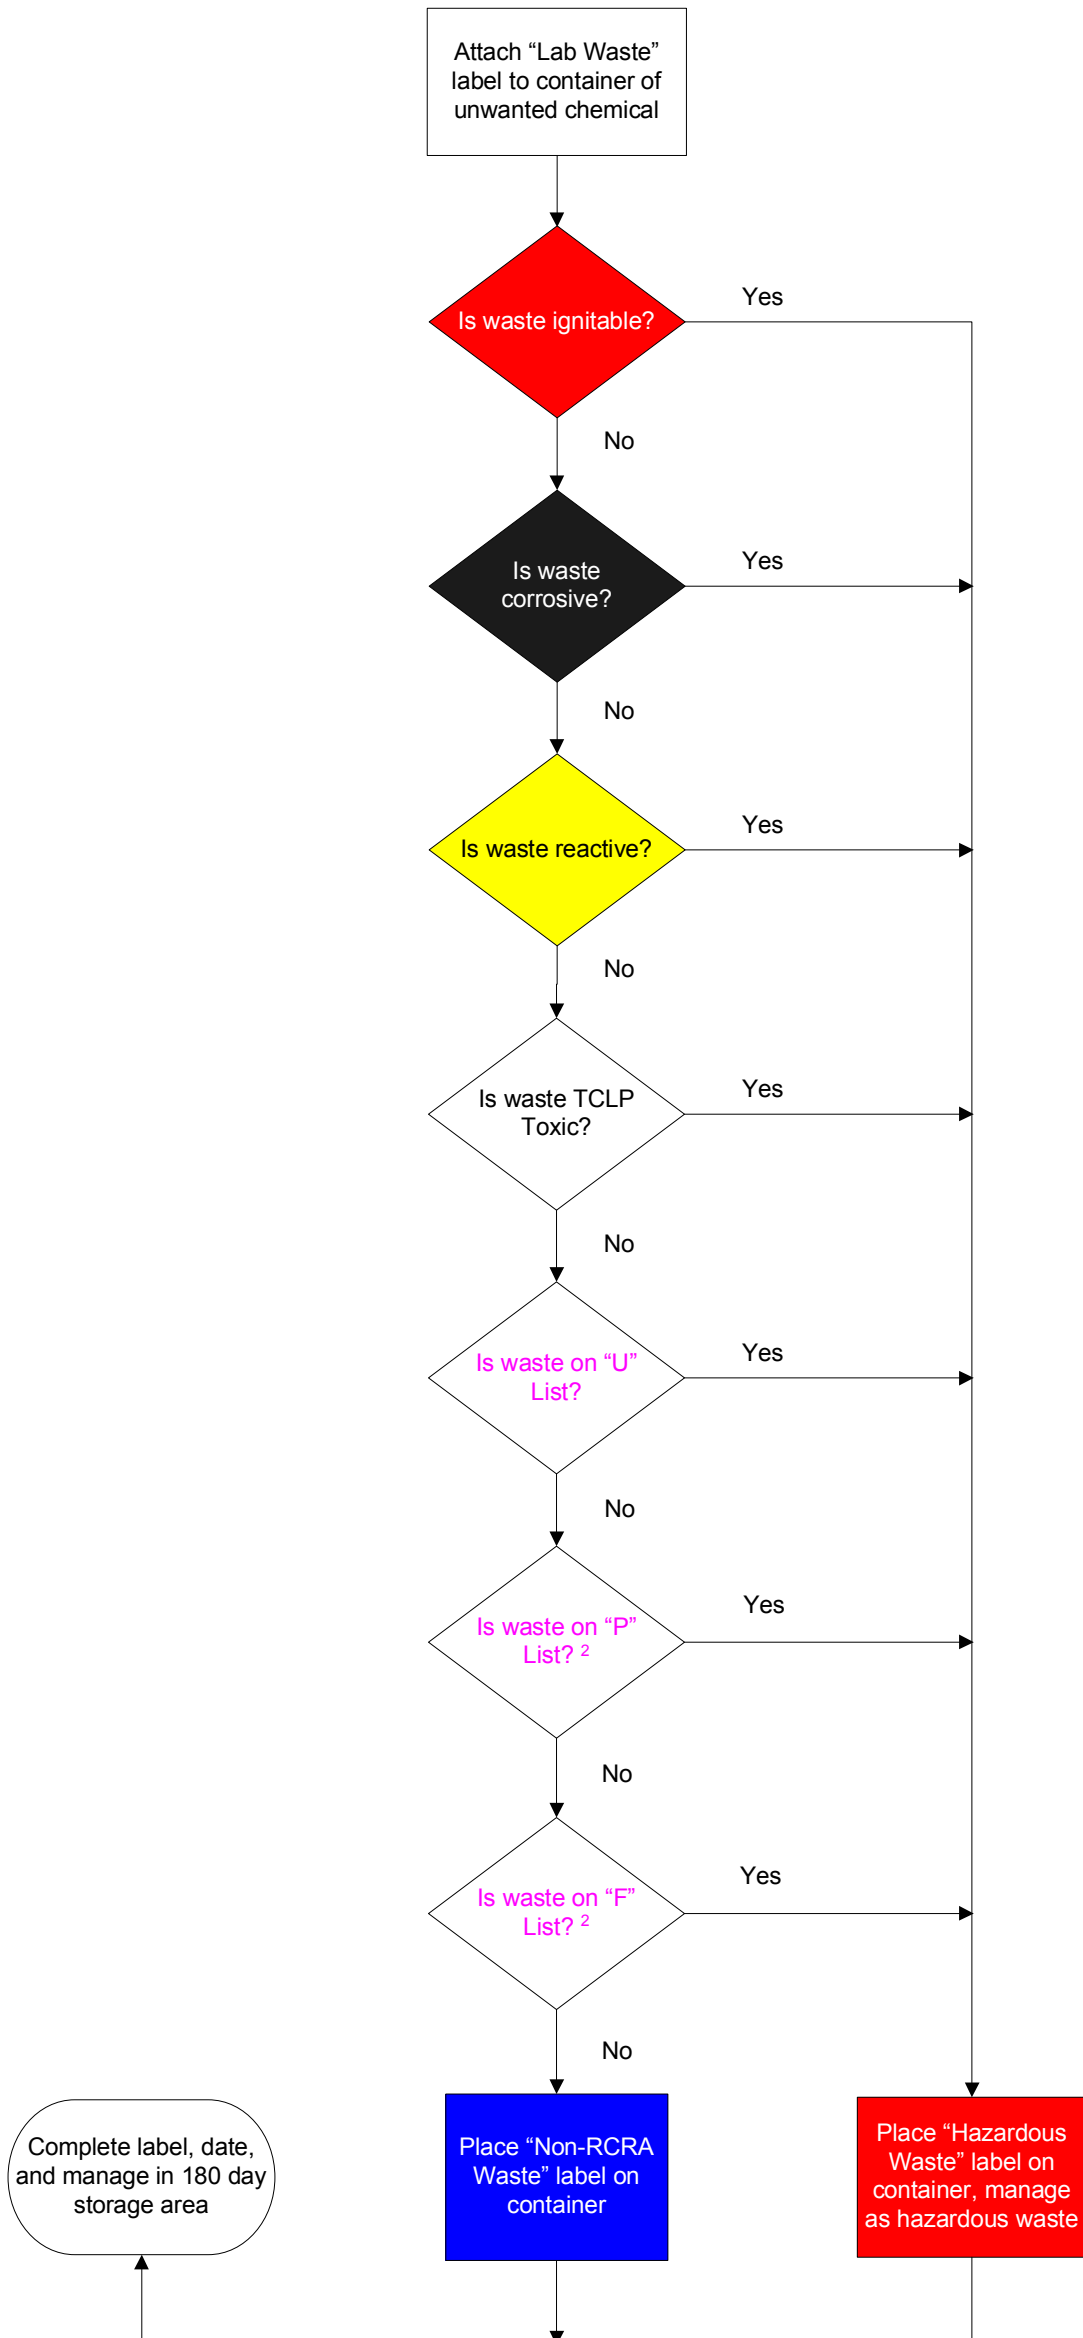 Attach “Lab Waste”
label to container of
unwanted chemical
Is waste ignitable?
Yes
No
Is waste
corrosive?
Yes
No
Is waste reactive?
Yes
No
Is waste TCLP
Toxic?
Yes
No
Is waste on “U”
List?
Yes
No
Is waste on “P”
List? 2
Yes
No
Is waste on “F”
List? 2
Yes
No
Complete label, date,
and manage in 180 day
storage area
Place “Non-RCRA
Waste” label on
container
Place “Hazardous
Waste” label on
container, manage
as hazardous waste